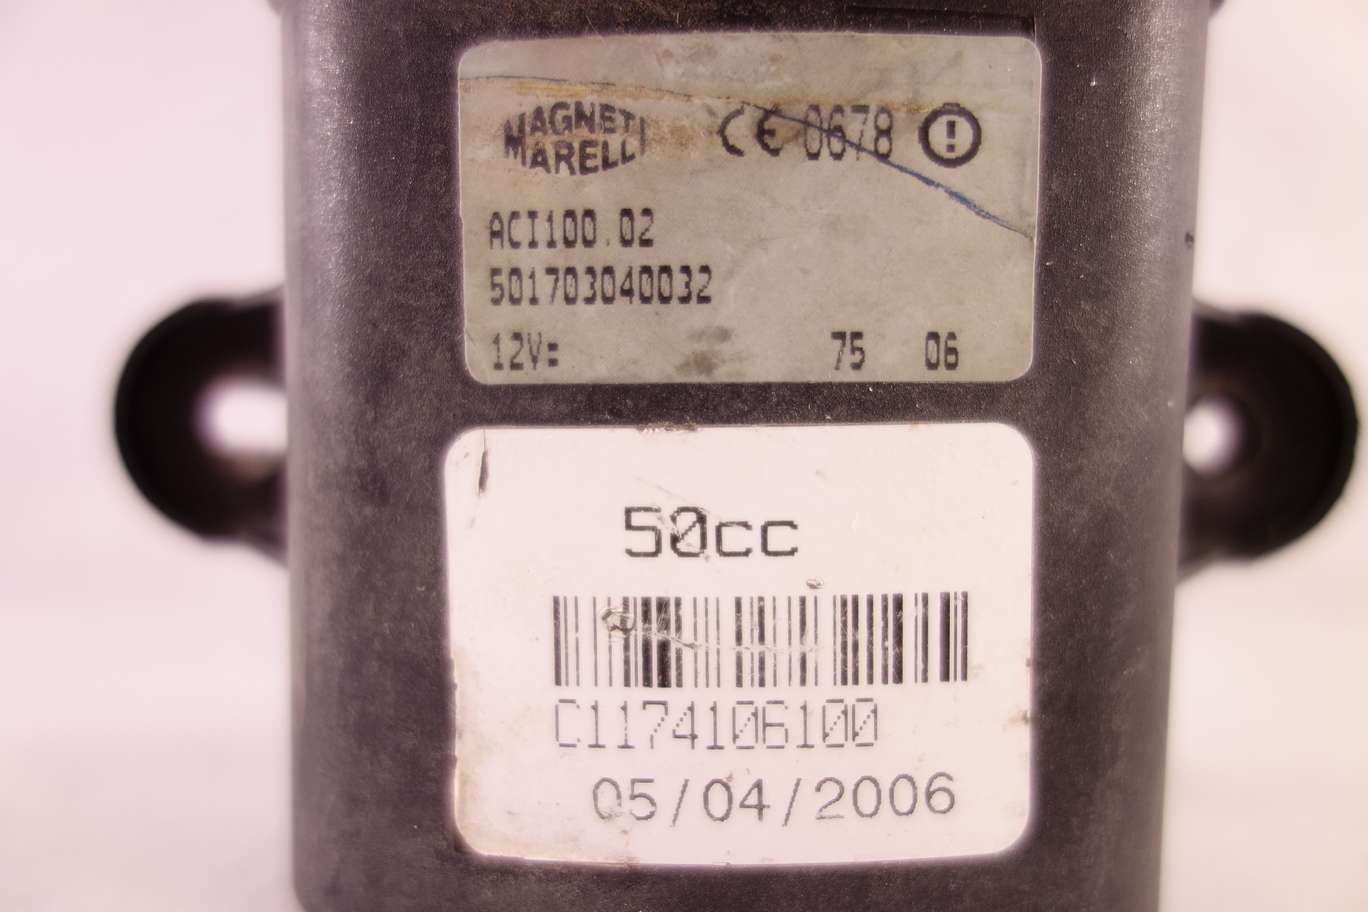 MAGNETI
MARELLI
CE 0678
ACI100.02
501703040032
12V= 75 06
50cc
C1174106100
05/04/2006